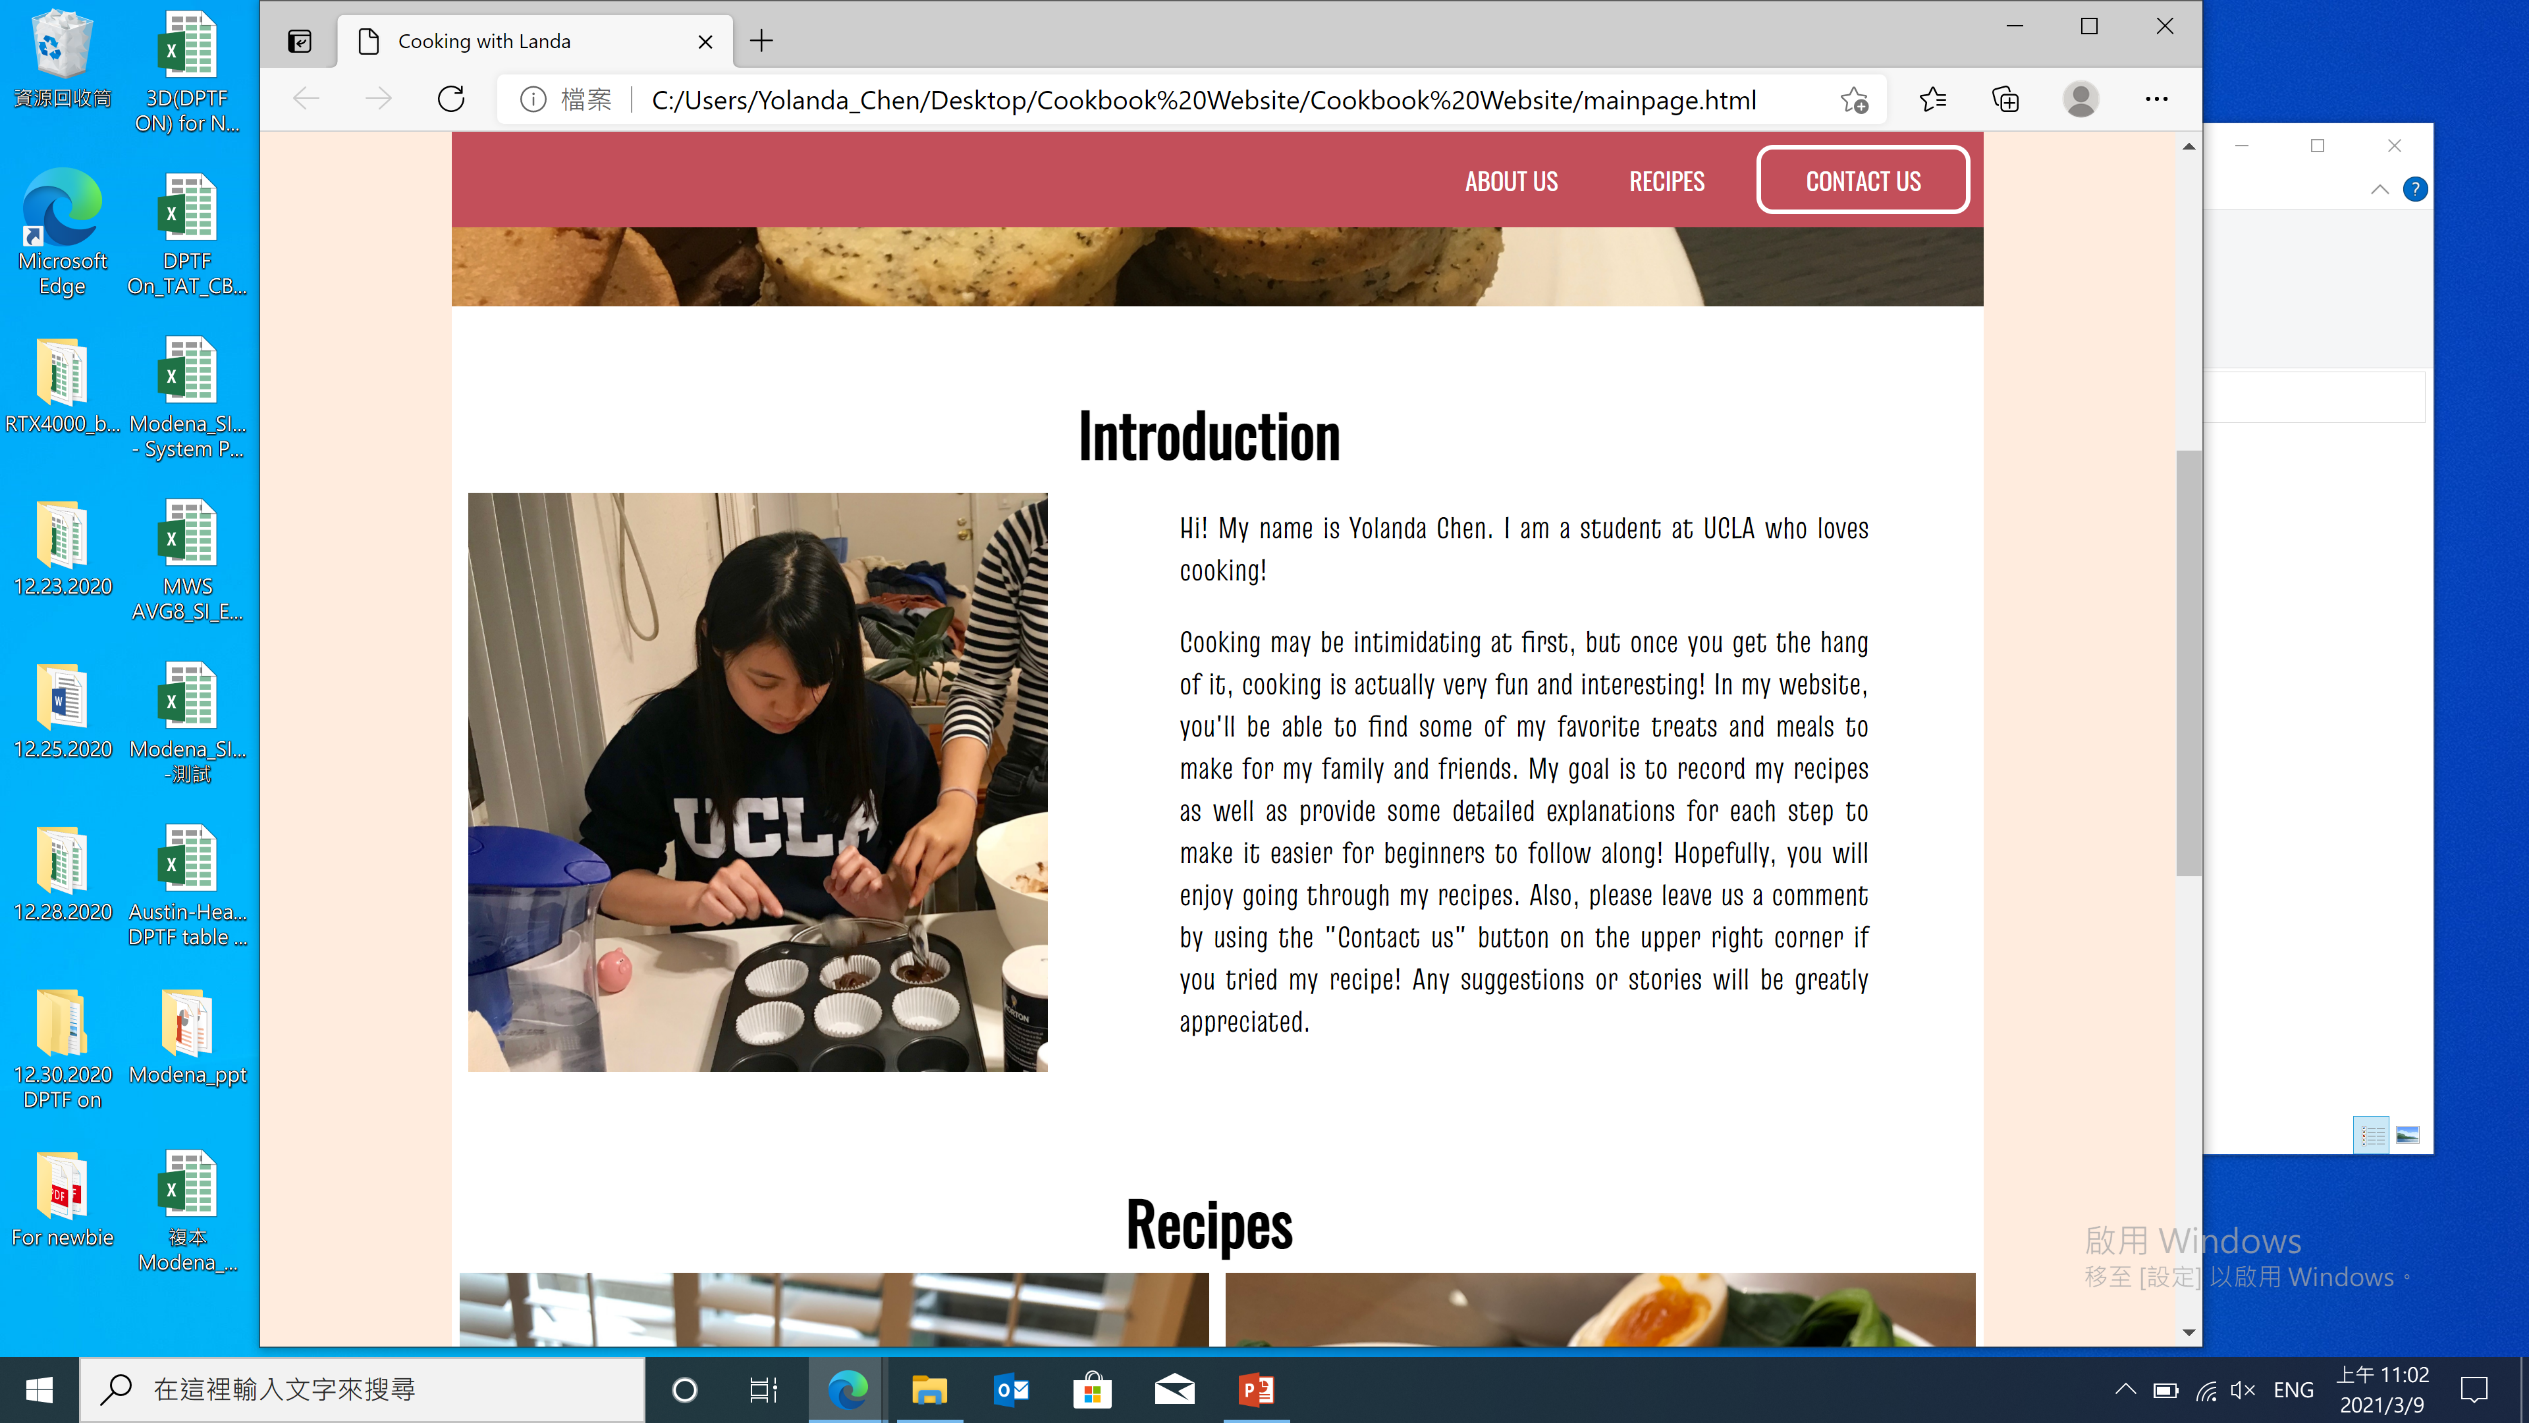 Cooking with Landa
檔案
C:/Users/Yolanda_Chen/Desktop/Cookbook%20Website/Cookbook%20Website/mainpage.html
ABOUT US
RECIPES
CONTACT US
Introduction
UCLA
Hi! My name is Yolanda Chen. I am a student at UCLA who loves
cooking!
Cooking may be intimidating at first, but once you get the hang
of it, cooking is actually very fun and interesting! In my website,
you'll be able to find some of my favorite treats and meals to
make for my family and friends. My goal is to record my recipes
as well as provide some detailed explanations for each step to
make it easier for beginners to follow along! Hopefully, you will
enjoy going through my recipes. Also, please leave us a comment
by using the "Contact us" button on the upper right corner if
you tried my recipe! Any suggestions or stories will be greatly
appreciated.
Recipes
資源回收筒
3D(DPTF
ON) for N...
Microsoft
Edge
DPTF
On_TAT_CB...
RTX4000_b...
Modena_SI...
- System P...
12.23.2020
MWS
AVG8_SI_E...
12.25.2020
Modena_SI...
-測試
12.28.2020
Austin-Hea...
DPTF table ...
12.30.2020
DPTF on
Modena_ppt
For newbie
複本
Modena_...
啟用 Windows
移至 [設定] 以啟用 Windows。
在這裡輸入文字來搜尋
ENG
上午 11:02
2021/3/9